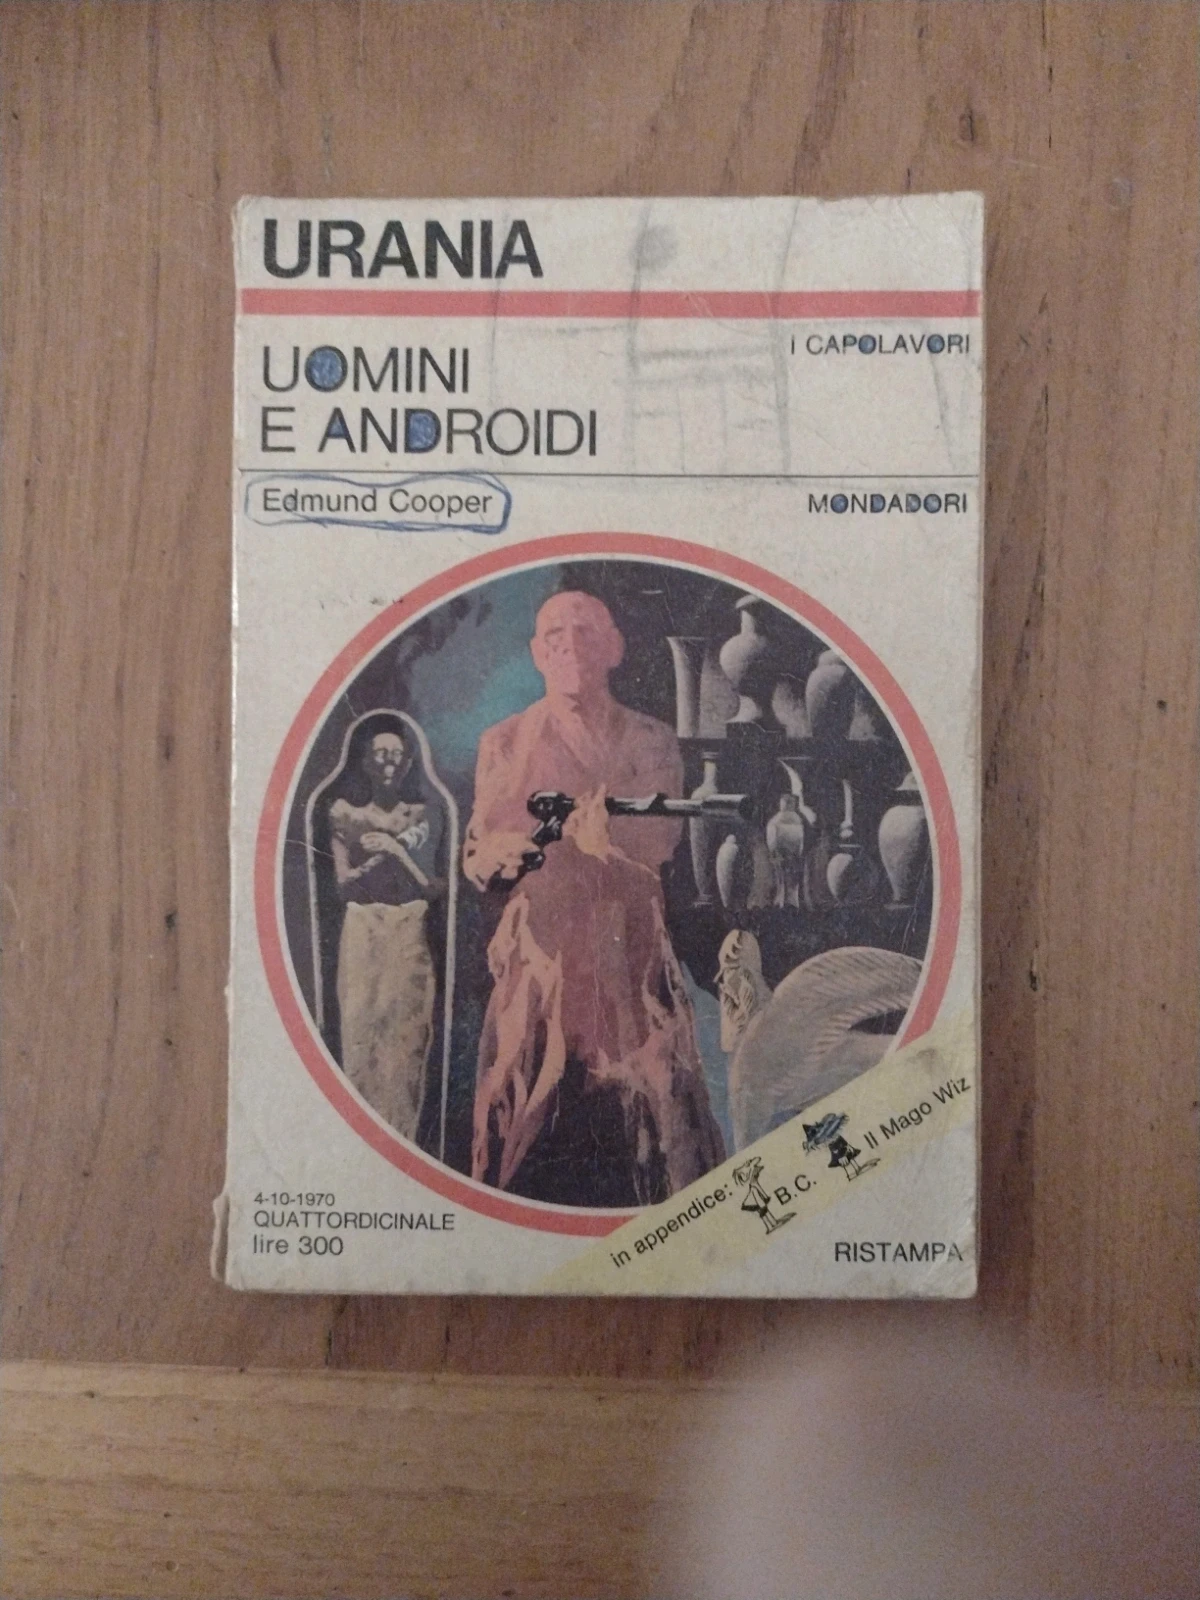 URANIA
I CAPOLAVORI
UOMINI
E ANDROIDI
Edmund Cooper
MONDADORI
in appendice: B.C. Il Mago Wiz
4-10-1970
QUATTORDICINALE
lire 300
RISTAMPA